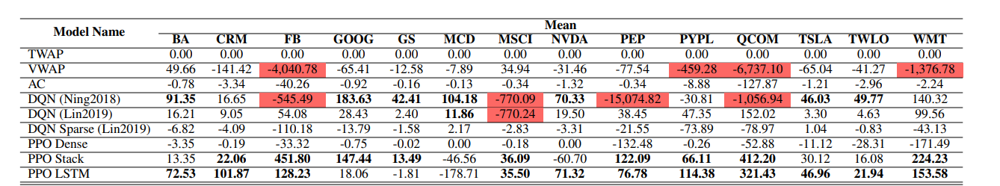 Model Name Mean
BA CRM FB GOOG GS MCD MSCI NVDA PEP PYPL QCOM TSLA TWLO WMT
TWAP 0.00 0.00 0.00 0.00 0.00 0.00 0.00 0.00 0.00 0.00 0.00 0.00 0.00 0.00
VWAP 49.66 -141.42 -4,040.78 -65.41 -12.58 -7.89 34.94 -31.46 -77.54 -459.28 -6,737.10 -65.04 -41.27 -1,376.78
AC -0.78 -3.34 -40.26 -0.92 -0.16 -0.13 -0.34 -1.32 -0.34 -8.88 -127.87 -1.21 -2.96 -2.24
DQN (Ning2018) 91.35 16.65 -545.49 183.63 42.41 104.18 -770.09 70.33 -15,074.82 -30.81 -1,056.94 46.03 49.77 140.32
DQN (Lin2019) 16.21 9.05 54.08 28.43 2.40 11.86 -770.24 19.50 38.45 47.35 152.02 3.30 4.63 99.56
DQN Sparse (Lin2019) -6.82 -4.09 -110.18 -13.79 -1.58 2.17 -2.83 -3.31 -21.55 -73.89 -78.97 1.04 -0.83 -43.13
PPO Dense -3.35 -0.19 -33.32 -0.75 -0.02 0.00 -0.18 0.00 -132.48 -0.26 -52.88 -11.12 -28.31 -171.49
PPO Stack 13.35 22.06 451.80 147.44 13.49 -46.56 36.09 -60.70 122.09 66.11 412.20 30.12 16.08 224.23
PPO LSTM 72.53 101.87 128.23 18.06 -1.81 -178.71 35.50 71.32 76.78 114.38 321.43 46.96 21.94 153.58